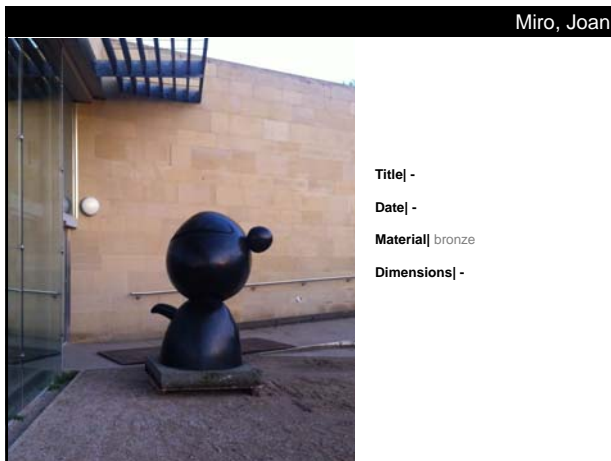 Miro, Joan
Title| -
Date| -
Material| bronze
Dimensions| -